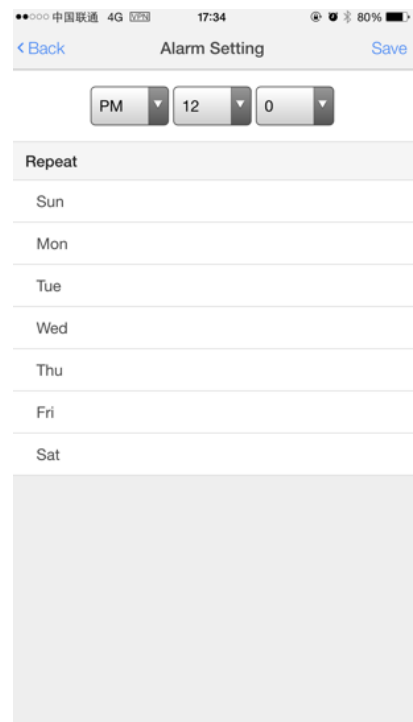 中国联通 4G VPN 17:34 80%
Back Alarm Setting Save
PM 12 0
Repeat
Sun
Mon
Tue
Wed
Thu
Fri
Sat